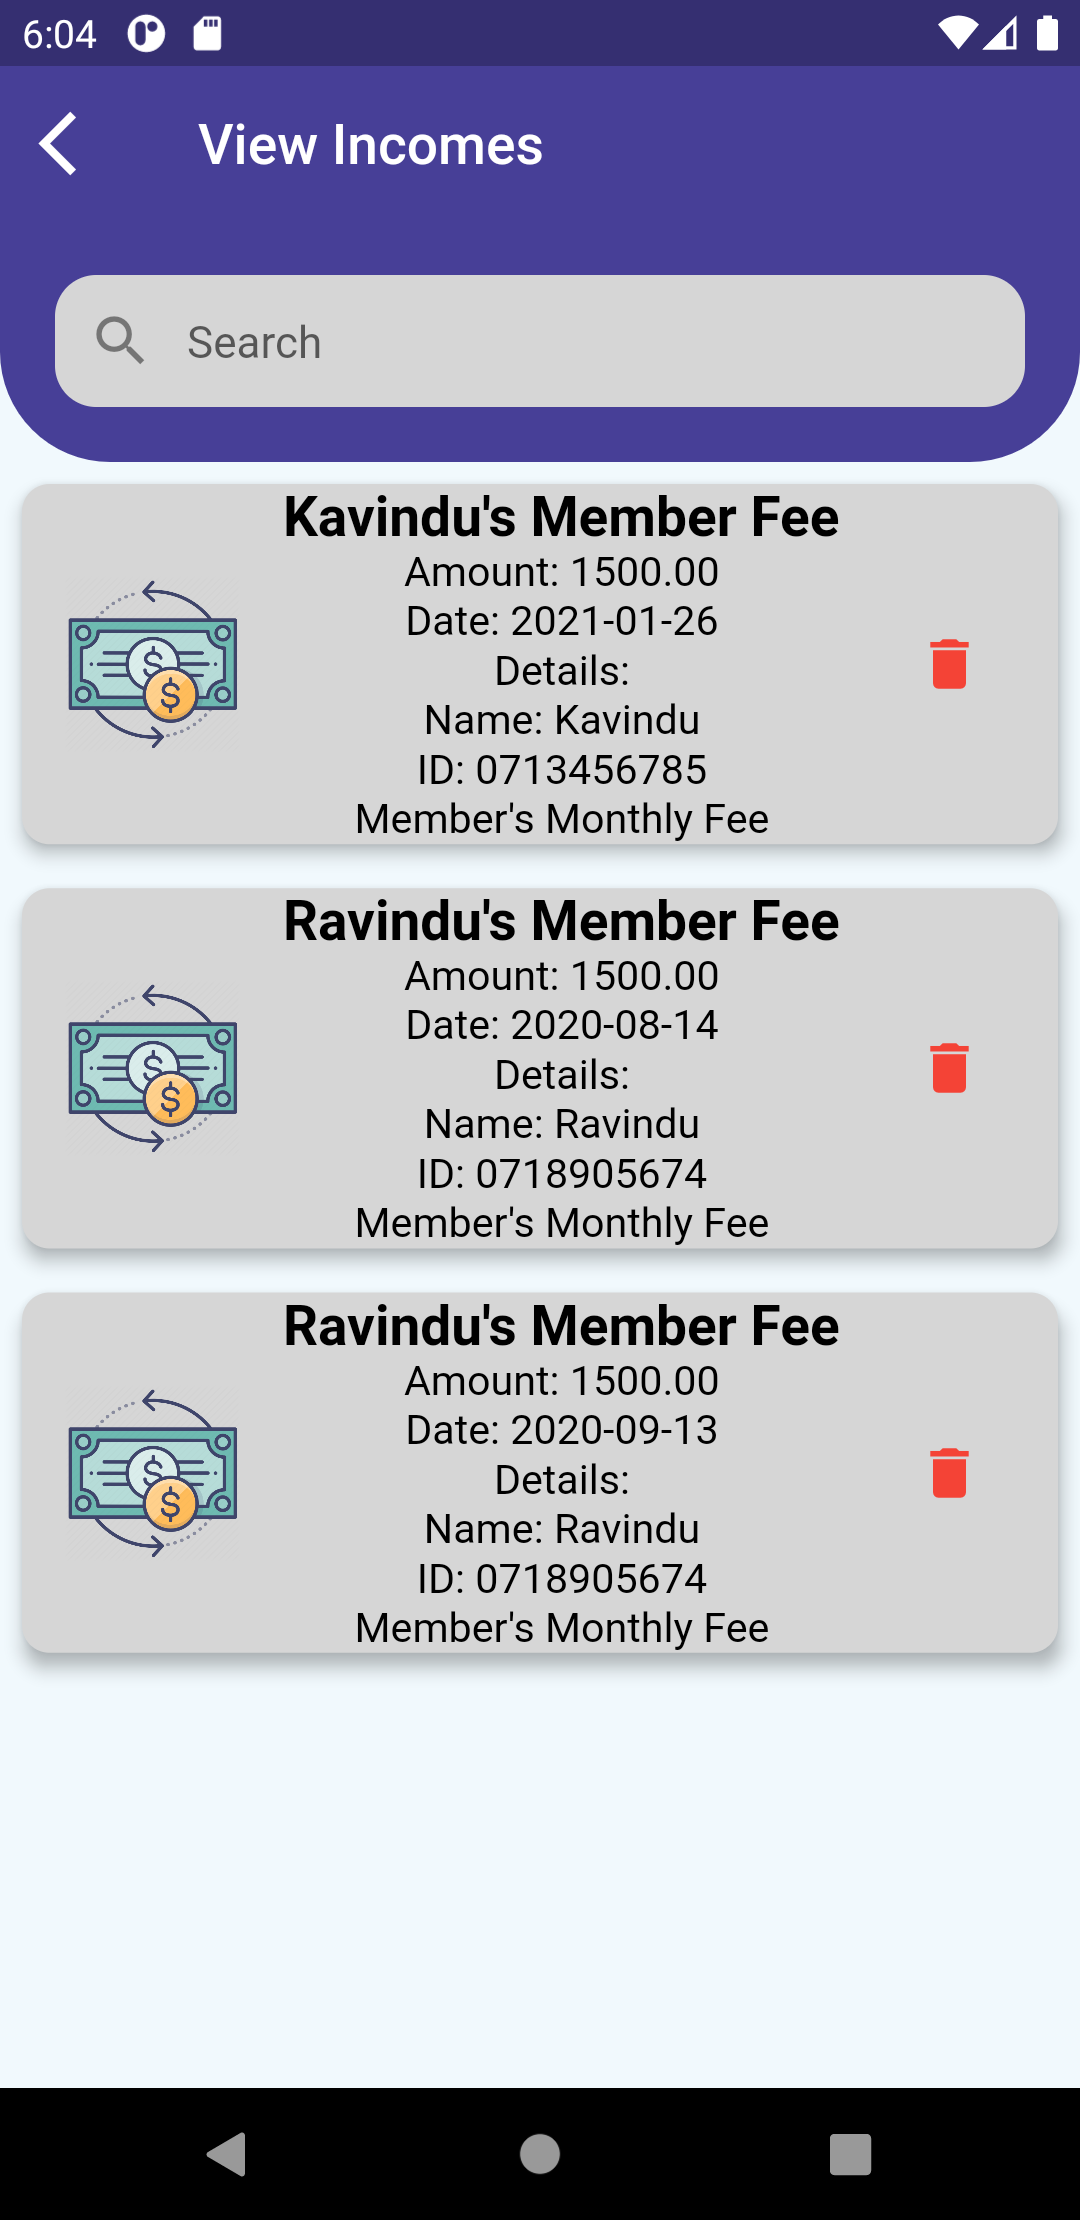 6:04
View Incomes
Search
Kavindu's Member Fee
Amount: 1500.00
Date: 2021-01-26
Details:
Name: Kavindu
ID: 0713456785
Member's Monthly Fee
Ravindu's Member Fee
Amount: 1500.00
Date: 2020-08-14
Details:
Name: Ravindu
ID: 0718905674
Member's Monthly Fee
Ravindu's Member Fee
Amount: 1500.00
Date: 2020-09-13
Details:
Name: Ravindu
ID: 0718905674
Member's Monthly Fee